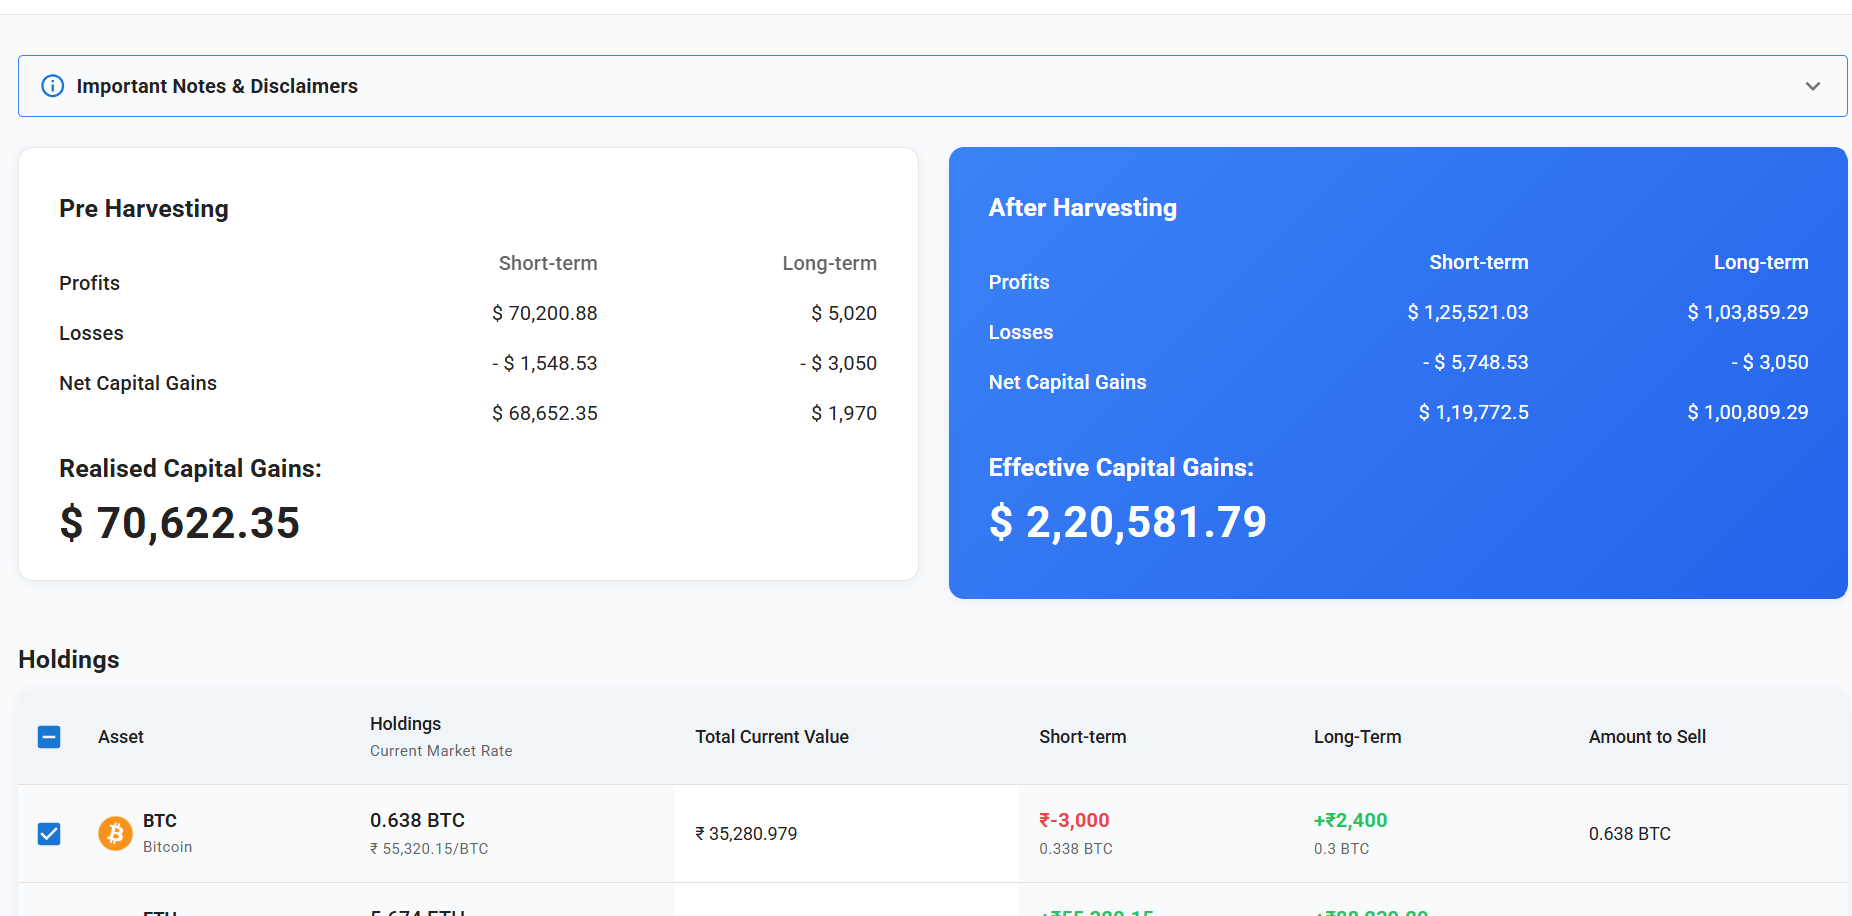 Important Notes & Disclaimers
Pre Harvesting
Short-term Long-term
Profits
$ 70,200.88 $ 5,020
Losses
- $ 1,548.53 - $ 3,050
Net Capital Gains
$ 68,652.35 $ 1,970
Realised Capital Gains:
$ 70,622.35
After Harvesting
Short-term Long-term
Profits
$ 1,25,521.03 $ 1,03,859.29
Losses
- $ 5,748.53 - $ 3,050
Net Capital Gains
$ 1,19,772.5 $ 1,00,809.29
Effective Capital Gains:
$ 2,20,581.79
Holdings
Asset Holdings Total Current Value Short-term Long-Term Amount to Sell
Current Market Rate
BTC 0.638 BTC ₹ 35,280.979 ₹-3,000 +₹2,400 0.638 BTC
Bitcoin ₹ 55,320.15/BTC 0.338 BTC 0.3 BTC
ETH 5.674 ETH